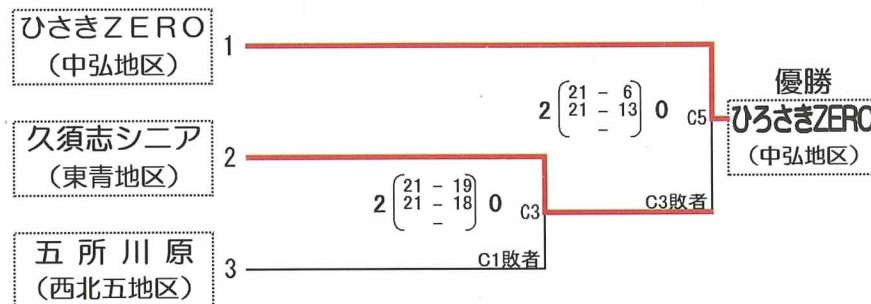 ひさきZERO
(中弘地区)
1
久須志シニア
(東青地区)
2
五所川原
(西北五地区)
3
2 21 - 19 0
21 - 18
-
C3
C1敗者
2 21 - 6 0
21 - 13
-
C5
C3敗者
優勝
ひろさきZERO
(中弘地区)